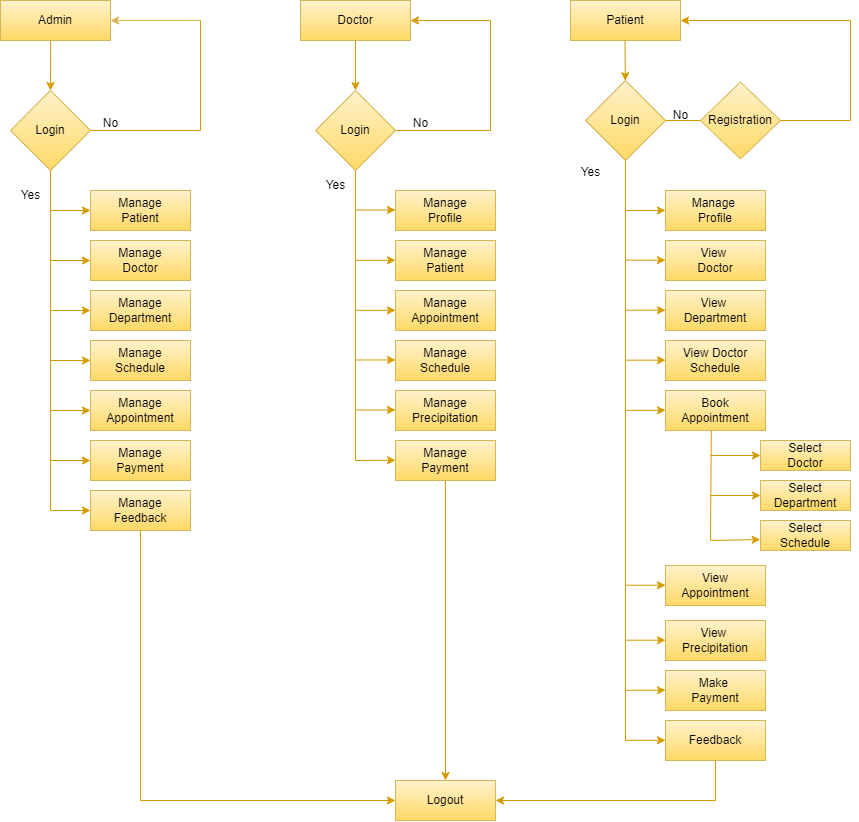 Admin
Login
No
Yes
Manage
Patient
Manage
Doctor
Manage
Department
Manage
Schedule
Manage
Appointment
Manage
Payment
Manage
Feedback
Doctor
Login
No
Yes
Manage
Profile
Manage
Patient
Manage
Appointment
Manage
Schedule
Manage
Precipitation
Manage
Payment
Patient
Login
No
Registration
Yes
Manage
Profile
View
Doctor
View
Department
View Doctor
Schedule
Book
Appointment
Select
Doctor
Select
Department
Select
Schedule
View
Appointment
View
Precipitation
Make
Payment
Feedback
Logout